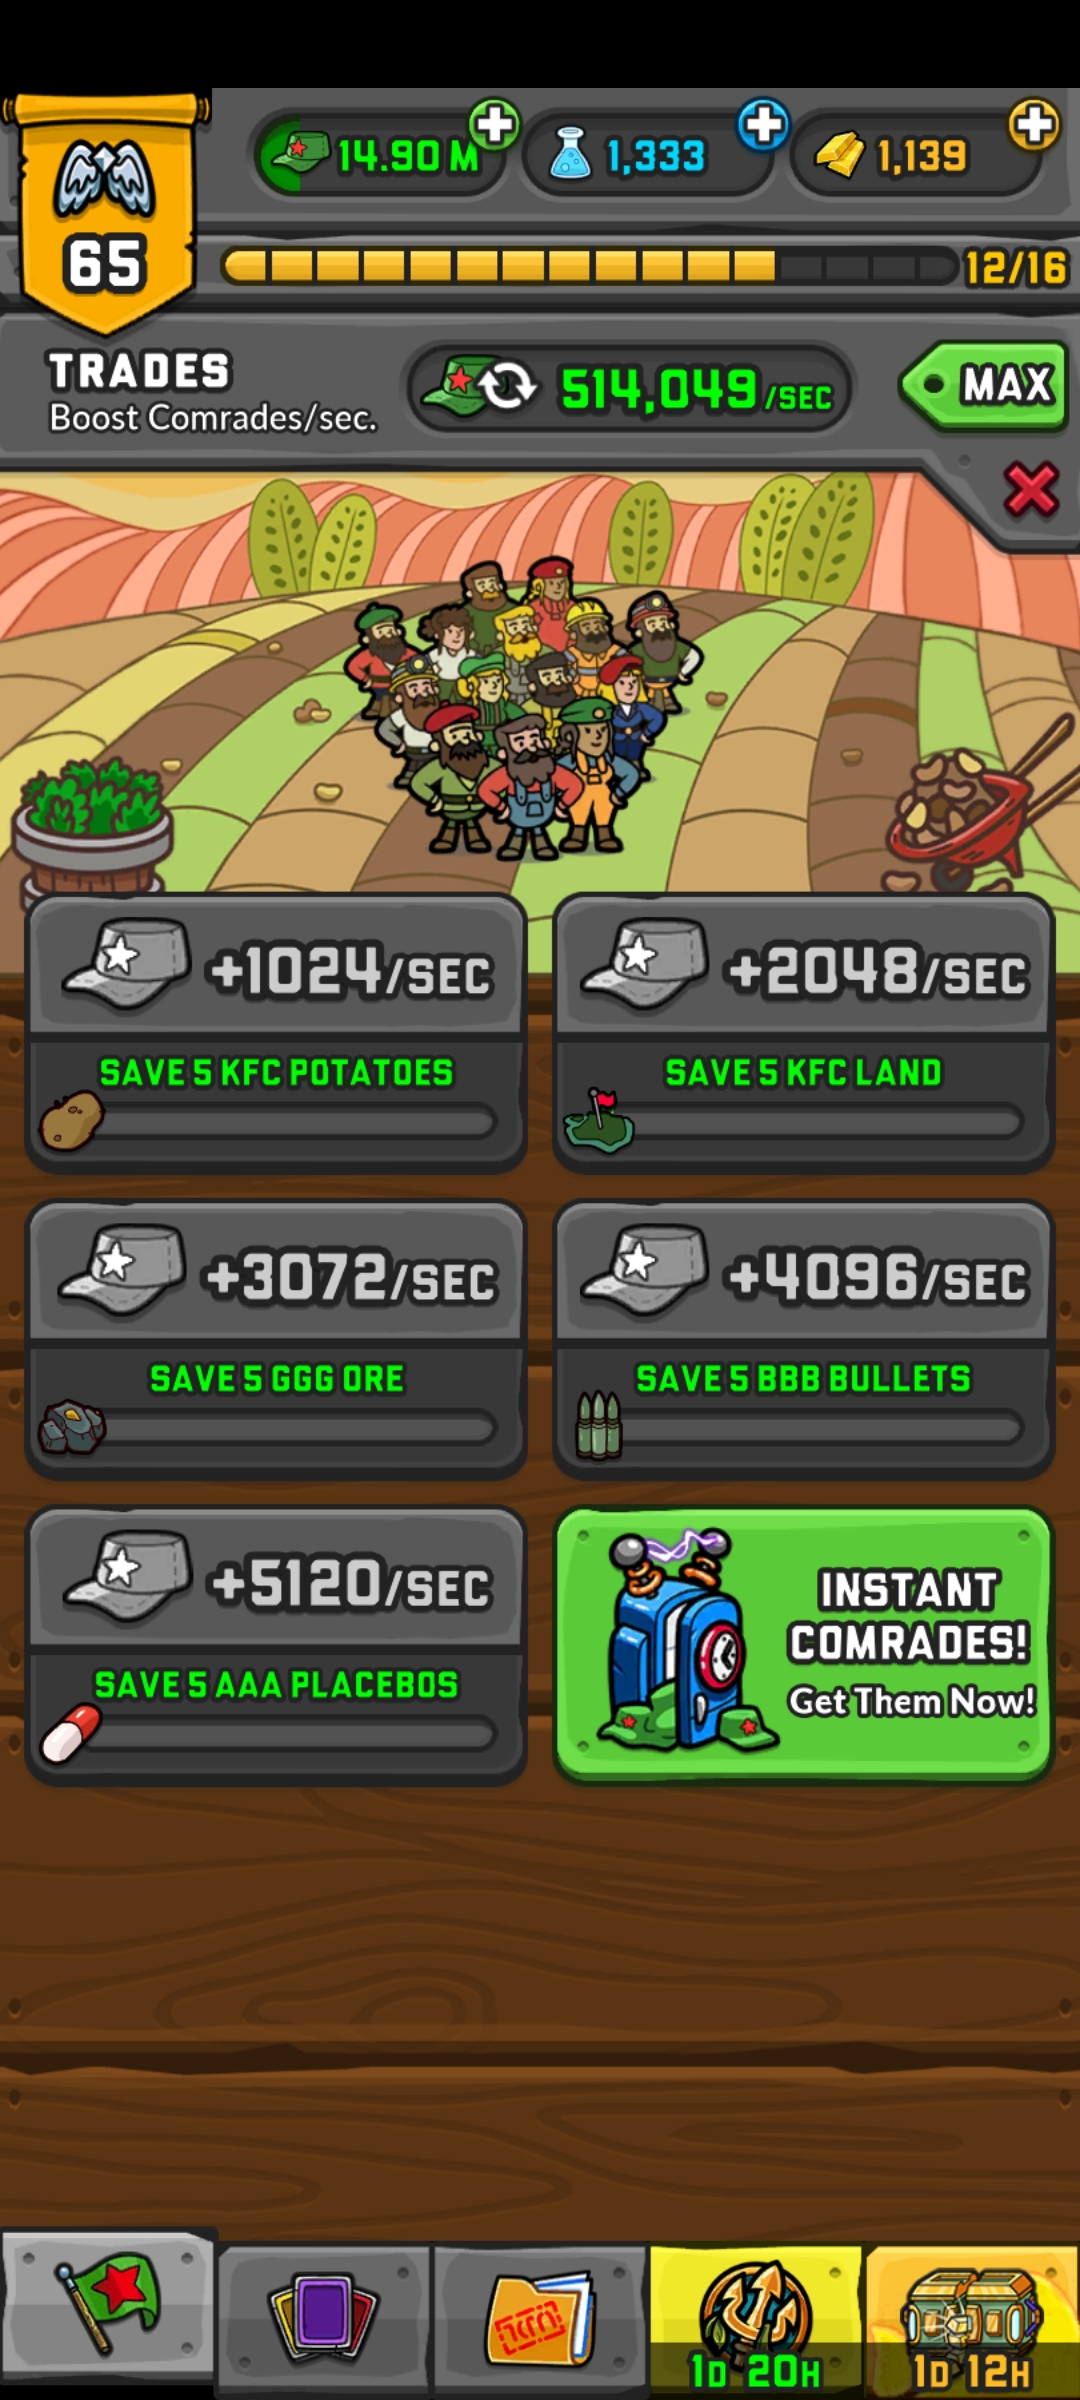 14.90 M
1,333
1,139
65
12/16
TRADES
Boost Comrades/sec.
514,049/SEC
MAX
+1024/SEC
+2048/SEC
SAVE 5 KFC POTATOES
SAVE 5 KFC LAND
+3072/SEC
+4096/SEC
SAVE 5 GGG ORE
SAVE 5 BBB BULLETS
+5120/SEC
SAVE 5 AAA PLACEBOS
INSTANT
COMRADES!
Get Them Now!
1D 20H
1D 12H